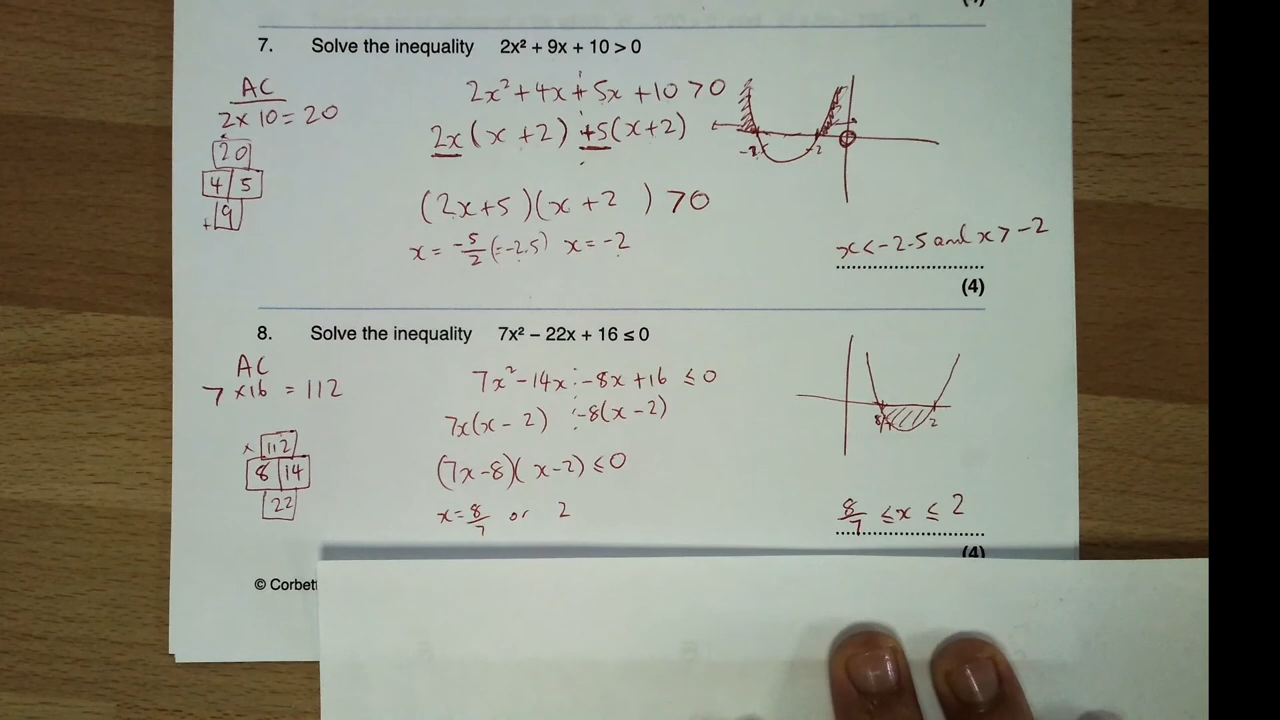 7. Solve the inequality 2x² + 9x + 10 > 0
AC
2 x 10 = 20
20
4 5
+ 9
2x² + 4x + 5x + 10 > 0
2x(x + 2) + 5(x + 2)
(2x + 5)(x + 2) > 0
x = -5/2 (= -2.5) x = -2
-2
x < -2.5 and x > -2
(4)
8. Solve the inequality 7x² – 22x + 16 ≤ 0
AC
7 x 16 = 112
x 112
8 14
22
7x² - 14x - 8x + 16 ≤ 0
7x(x - 2) - 8(x - 2)
(7x - 8)(x - 2) ≤ 0
x = 8/7 or 2
8/7 2
8/7 ≤ x ≤ 2
(4)